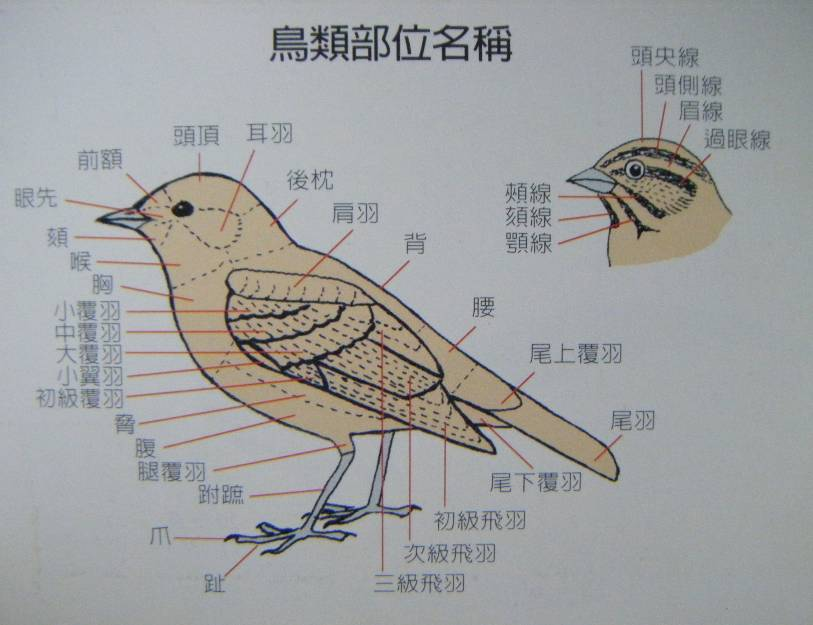 鳥類部位名稱
頭央線
頭側線
眉線
過眼線
頰線
頦線
顎線
頭頂
耳羽
前額
後枕
眼先
肩羽
頦
背
喉
胸
腰
小覆羽
中覆羽
大覆羽
小翼羽
初級覆羽
尾上覆羽
脅
尾羽
腹
腿覆羽
尾下覆羽
跗蹠
初級飛羽
爪
次級飛羽
趾
三級飛羽